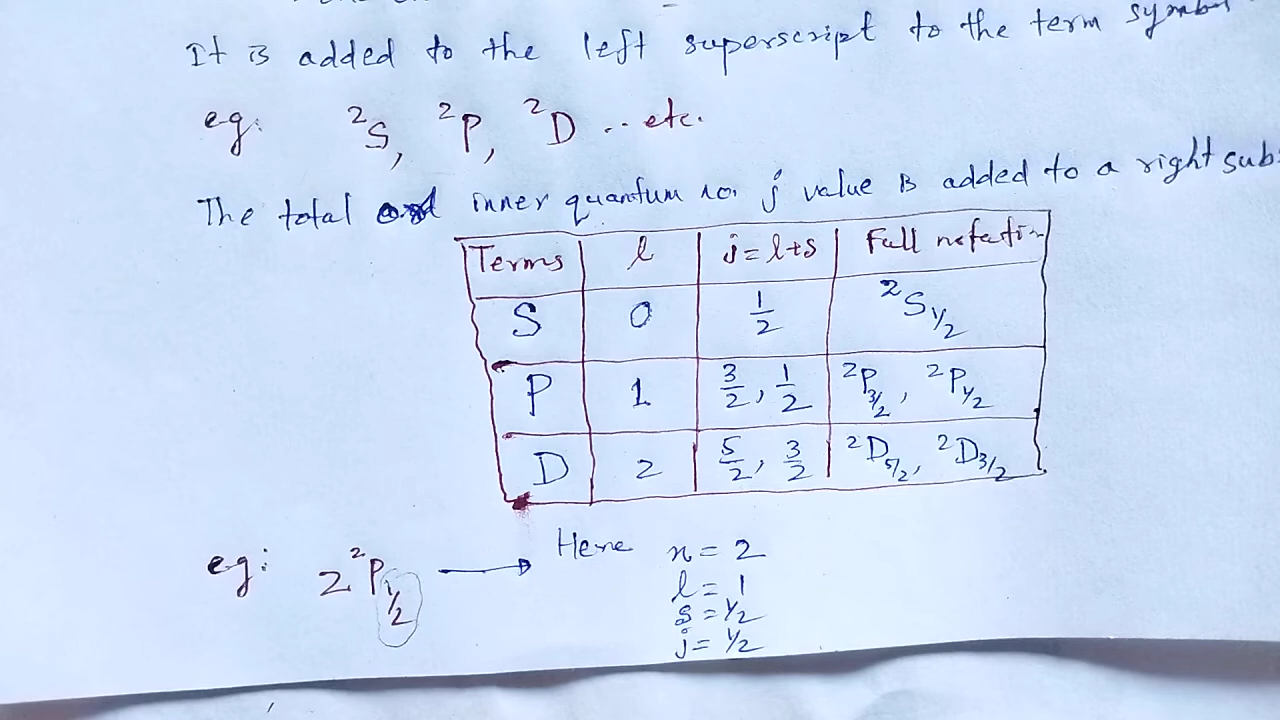 It is added to the left superscript to the term symbol
eg: ²S, ²P, ²D ... etc.
The total inner quantum no. j value is added to a right sub
Terms | l | j = l+s | Full notation
S | 0 | 1/2 | ²S₁/₂
P | 1 | 3/2, 1/2 | ²P₃/₂, ²P₁/₂
D | 2 | 5/2, 3/2 | ²D₅/₂, ²D₃/₂
eg: 2²P₁/₂ → Here n = 2
l = 1
s = 1/2
j = 1/2